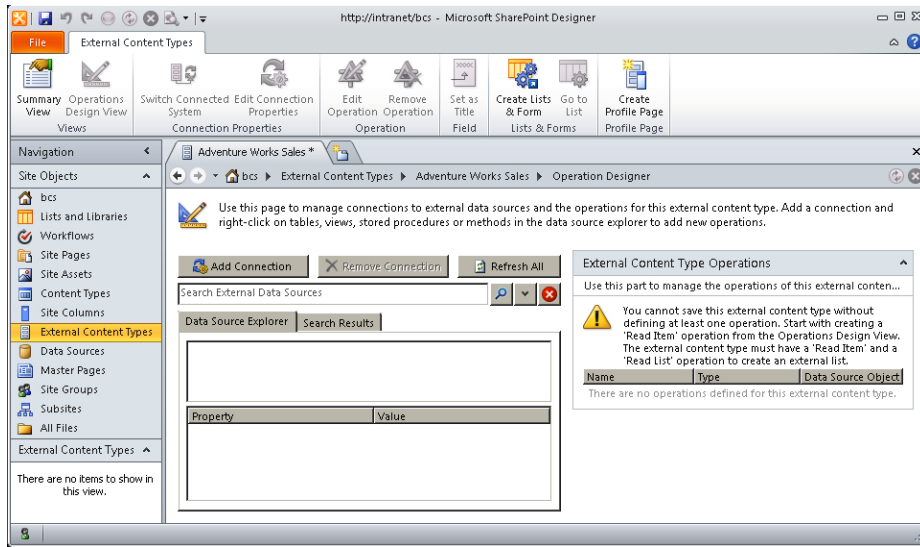 http://intranet/bcs - Microsoft SharePoint Designer
File External Content Types
Summary View
Operations Design View
Switch Connected System
Edit Connection Properties
Edit Operation
Remove Operation
Set as Title
Create Lists & Form
Go to List
Create Profile Page
Views Connection Properties Operation Field Lists & Forms Profile Page
Navigation
Adventure Works Sales *
Site Objects
bcs External Content Types Adventure Works Sales Operation Designer
bcs
Lists and Libraries
Workflows
Site Pages
Site Assets
Content Types
Site Columns
External Content Types
Data Sources
Master Pages
Site Groups
Subsites
All Files
External Content Types
There are no items to show in
this view.
Use this page to manage connections to external data sources and the operations for this external content type. Add a connection and
right-click on tables, views, stored procedures or methods in the data source explorer to add new operations.
Add Connection Remove Connection Refresh All
Search External Data Sources
Data Source Explorer Search Results
Property Value
External Content Type Operations
Use this part to manage the operations of this external conten...
You cannot save this external content type without
defining at least one operation. Start with creating a
'Read Item' operation from the Operations Design View.
The external content type must have a 'Read Item' and a
'Read List' operation to create an external list.
Name Type Data Source Object
There are no operations defined for this external content type.